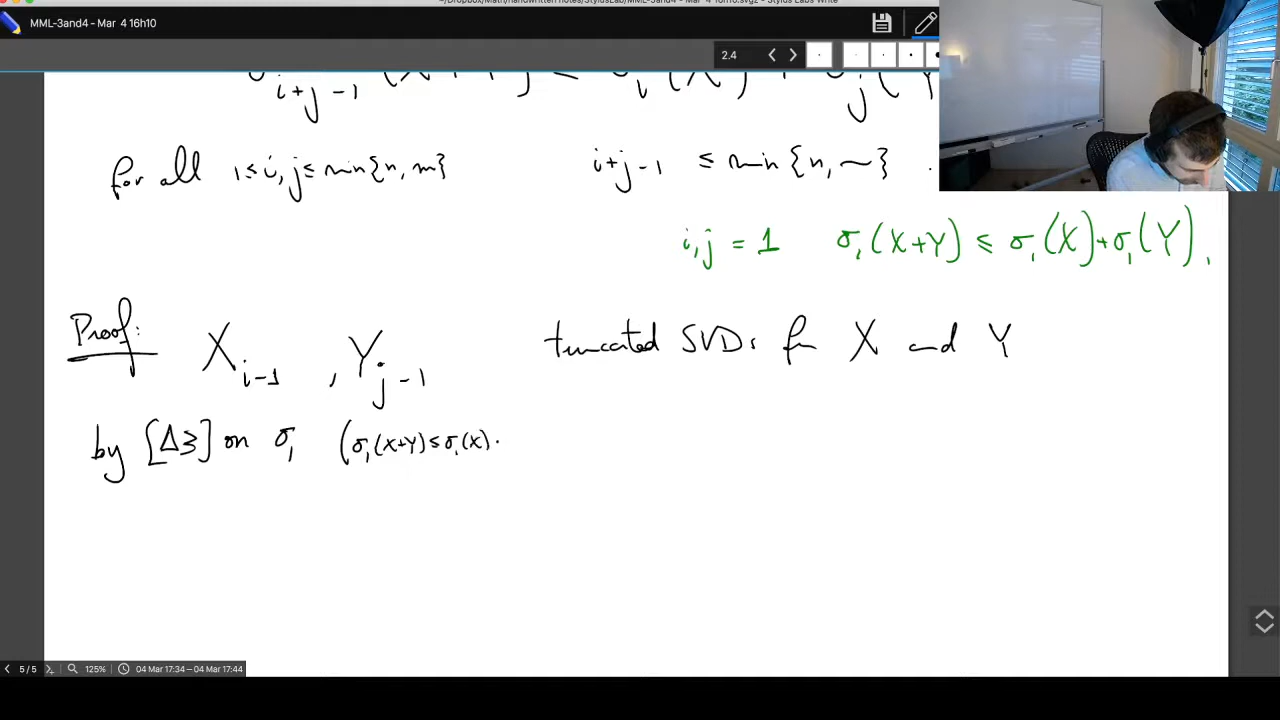 MML-3and4 - Mar 4 16h10
2.4
i+j-1
for all 1≤i,j≤min{n,m} i+j-1 ≤ min{n,m} .
i,j = 1 σ₁(X+Y) ≤ σ₁(X)+σ₁(Y),
Proof: X_{i-1} , Y_{j-1} truncated SVDs for X and Y
by [Δ≤] on σ₁ (σ₁(X+Y)≤σ₁(X)
5/5 125% 04 Mar 17:34 – 04 Mar 17:44